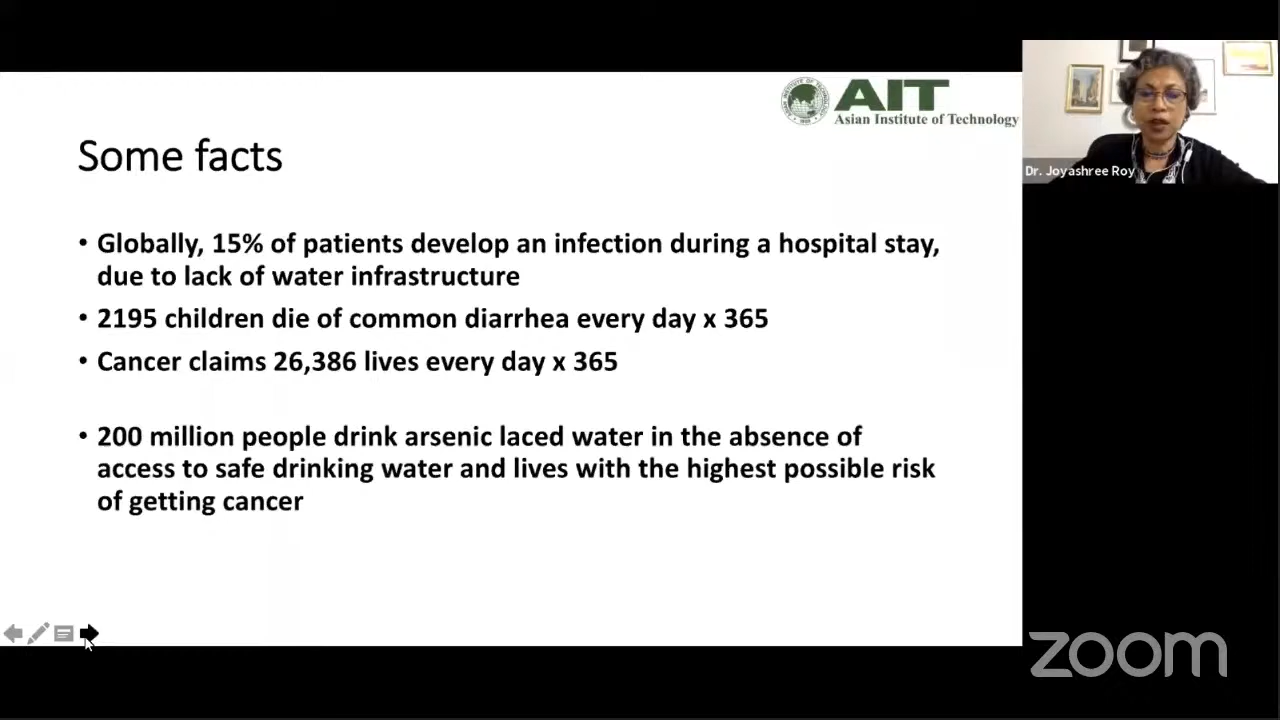 AIT
Asian Institute of Technology
Some facts
• Globally, 15% of patients develop an infection during a hospital stay,
due to lack of water infrastructure
• 2195 children die of common diarrhea every day x 365
• Cancer claims 26,386 lives every day x 365
• 200 million people drink arsenic laced water in the absence of
access to safe drinking water and lives with the highest possible risk
of getting cancer
Dr. Joyashree Roy
zoom